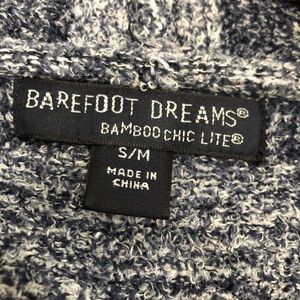 BAREFOOT DREAMS®
BAMBOO CHIC LITE®
S/M
MADE IN
CHINA